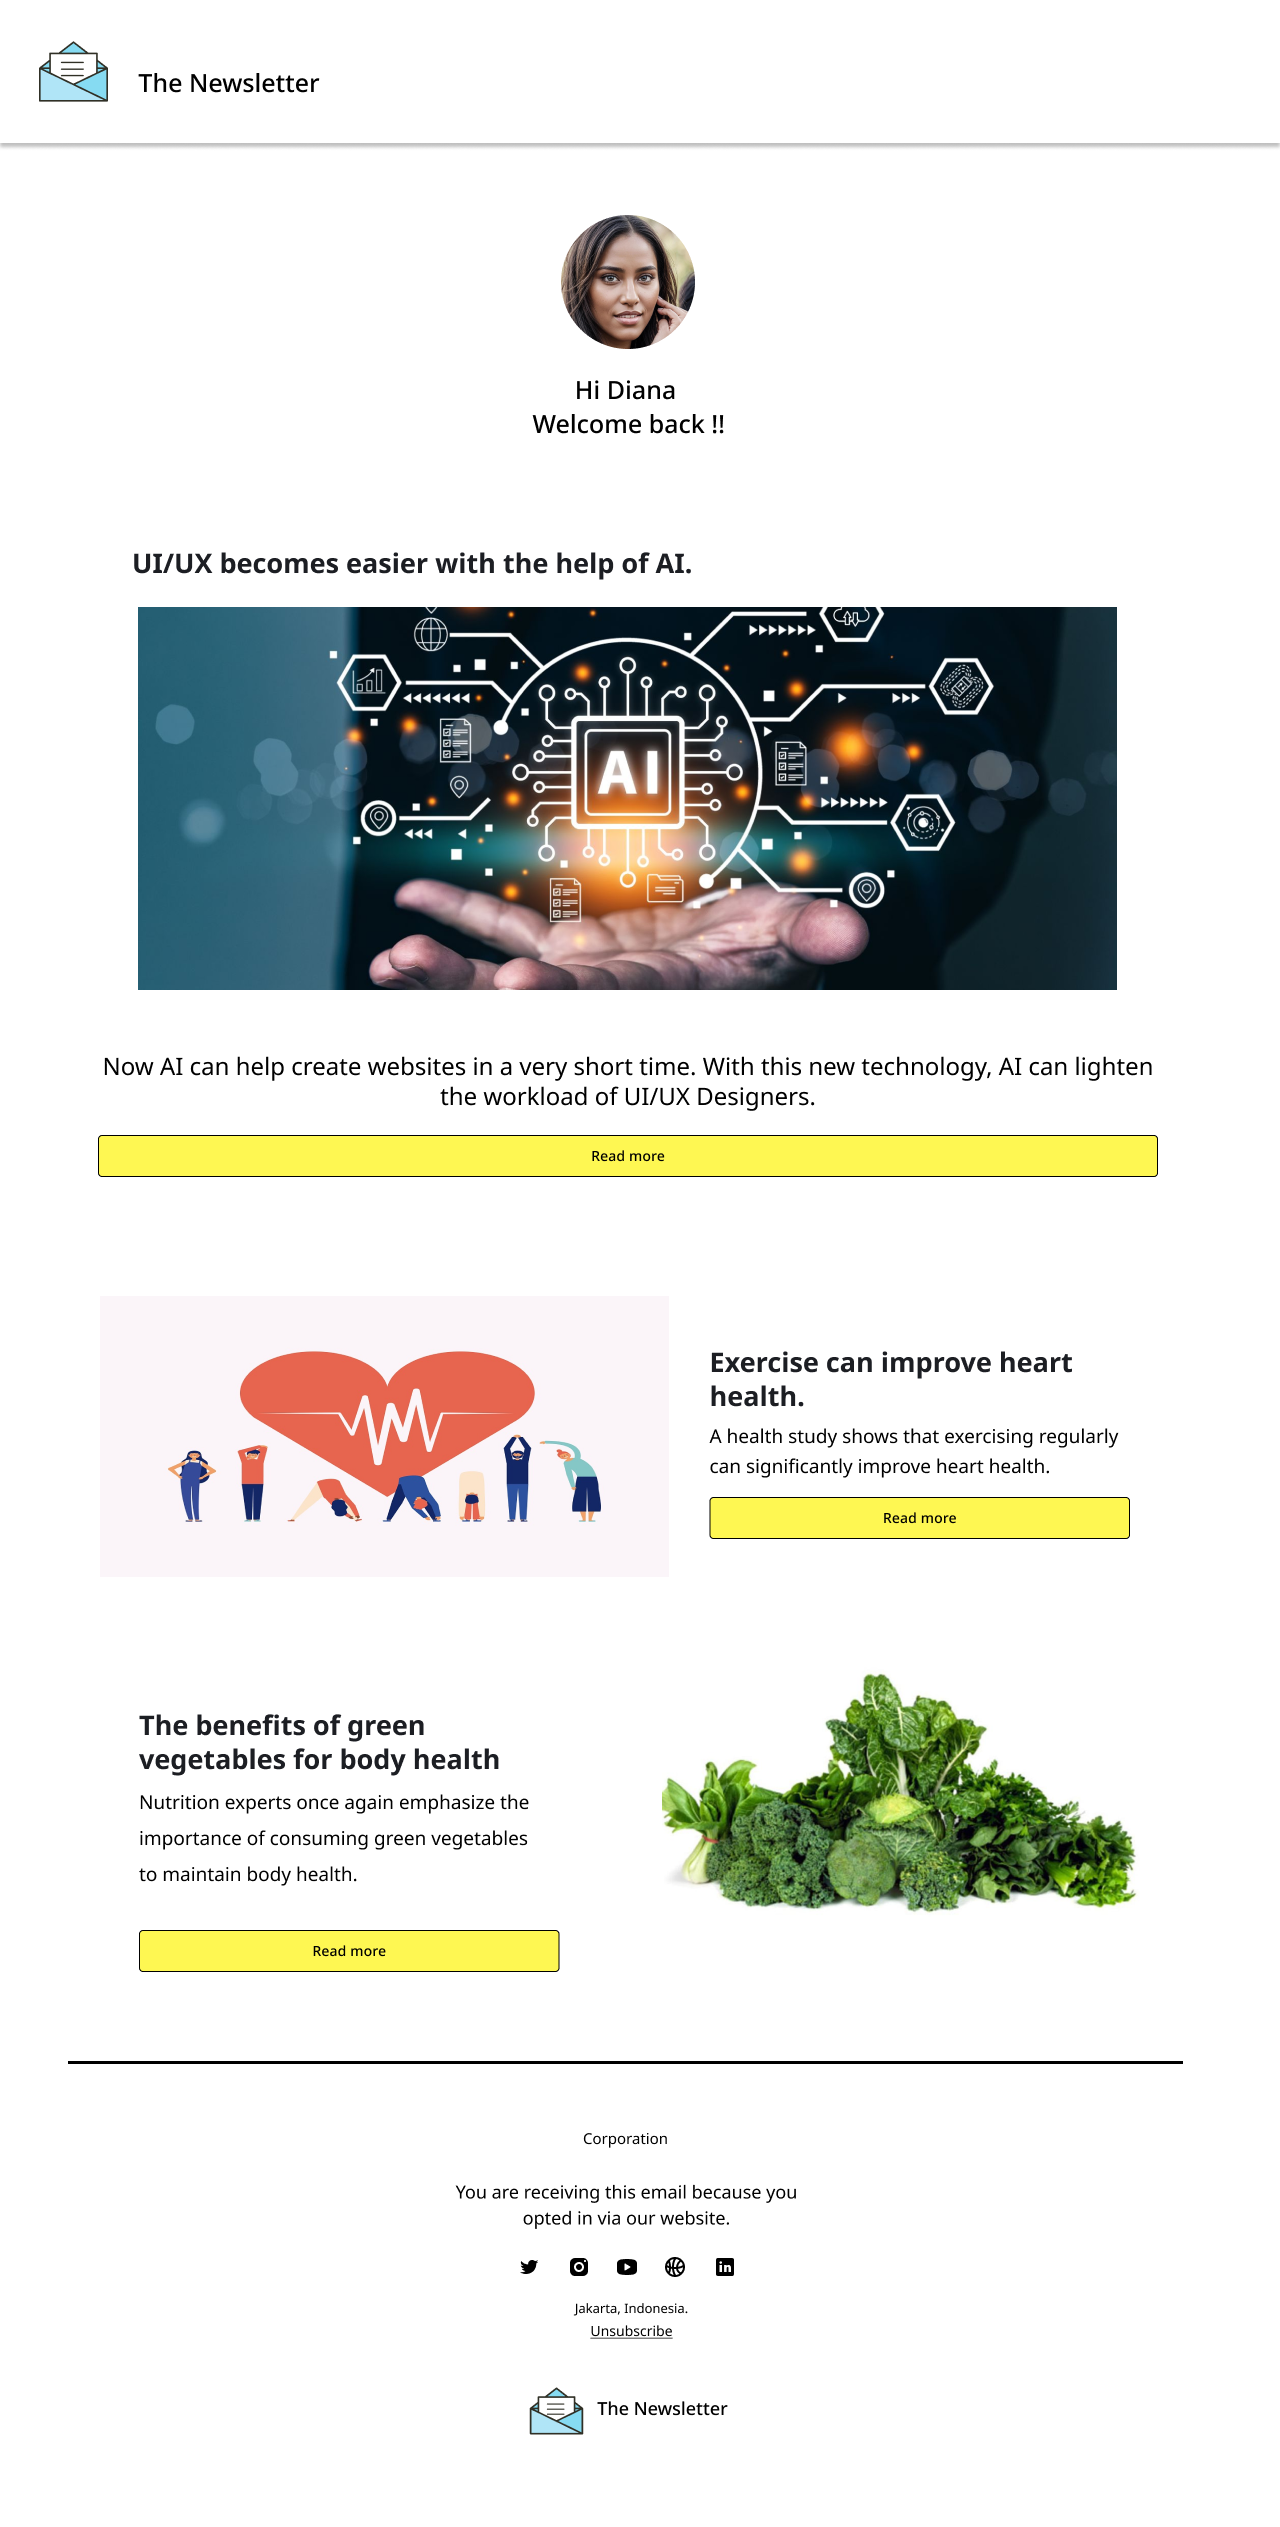 The Newsletter
Hi Diana
Welcome back !!
UI/UX becomes easier with the help of AI.
AI
Now AI can help create websites in a very short time. With this new technology, AI can lighten
the workload of UI/UX Designers.
Read more
Exercise can improve heart
health.
A health study shows that exercising regularly
can significantly improve heart health.
Read more
The benefits of green
vegetables for body health
Nutrition experts once again emphasize the
importance of consuming green vegetables
to maintain body health.
Read more
Corporation
You are receiving this email because you
opted in via our website.
Jakarta, Indonesia.
Unsubscribe
The Newsletter